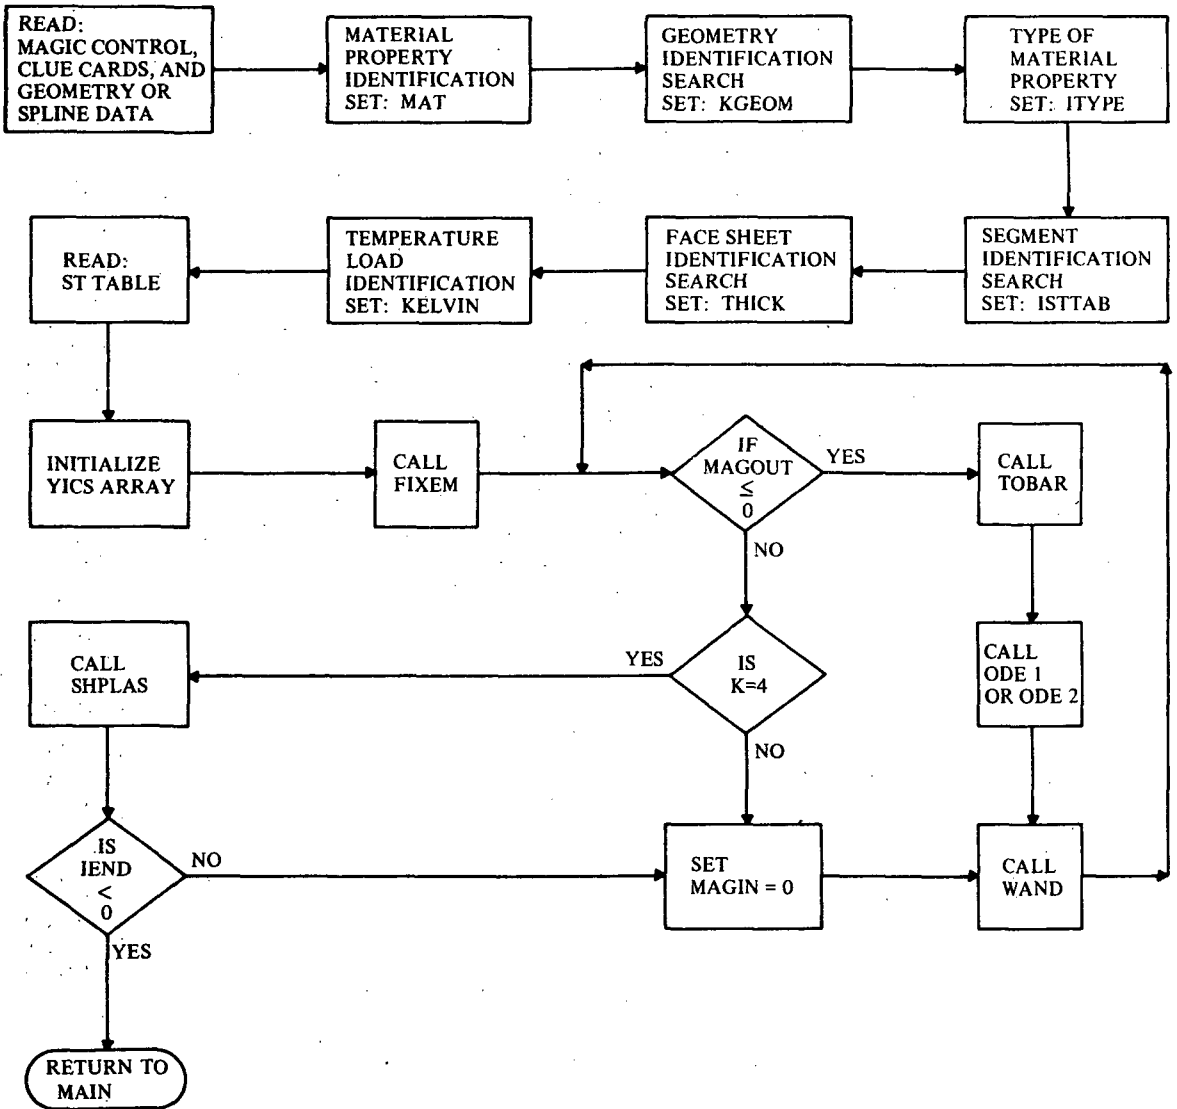 READ:
MAGIC CONTROL,
CLUE CARDS, AND
GEOMETRY OR
SPLINE DATA
MATERIAL
PROPERTY
IDENTIFICATION
SET: MAT
GEOMETRY
IDENTIFICATION
SEARCH
SET: KGEOM
TYPE OF
MATERIAL
PROPERTY
SET: ITYPE
SEGMENT
IDENTIFICATION
SEARCH
SET: ISTTAB
FACE SHEET
IDENTIFICATION
SEARCH
SET: THICK
TEMPERATURE
LOAD
IDENTIFICATION
SET: KELVIN
READ:
ST TABLE
INITIALIZE
YICS ARRAY
CALL
FIXEM
IF
MAGOUT
≤
0
YES
NO
CALL
TOBAR
CALL
ODE 1
OR ODE 2
IS
K=4
YES
NO
CALL
SHPLAS
IS
IEND
<
0
NO
YES
SET
MAGIN = 0
CALL
WAND
RETURN TO
MAIN